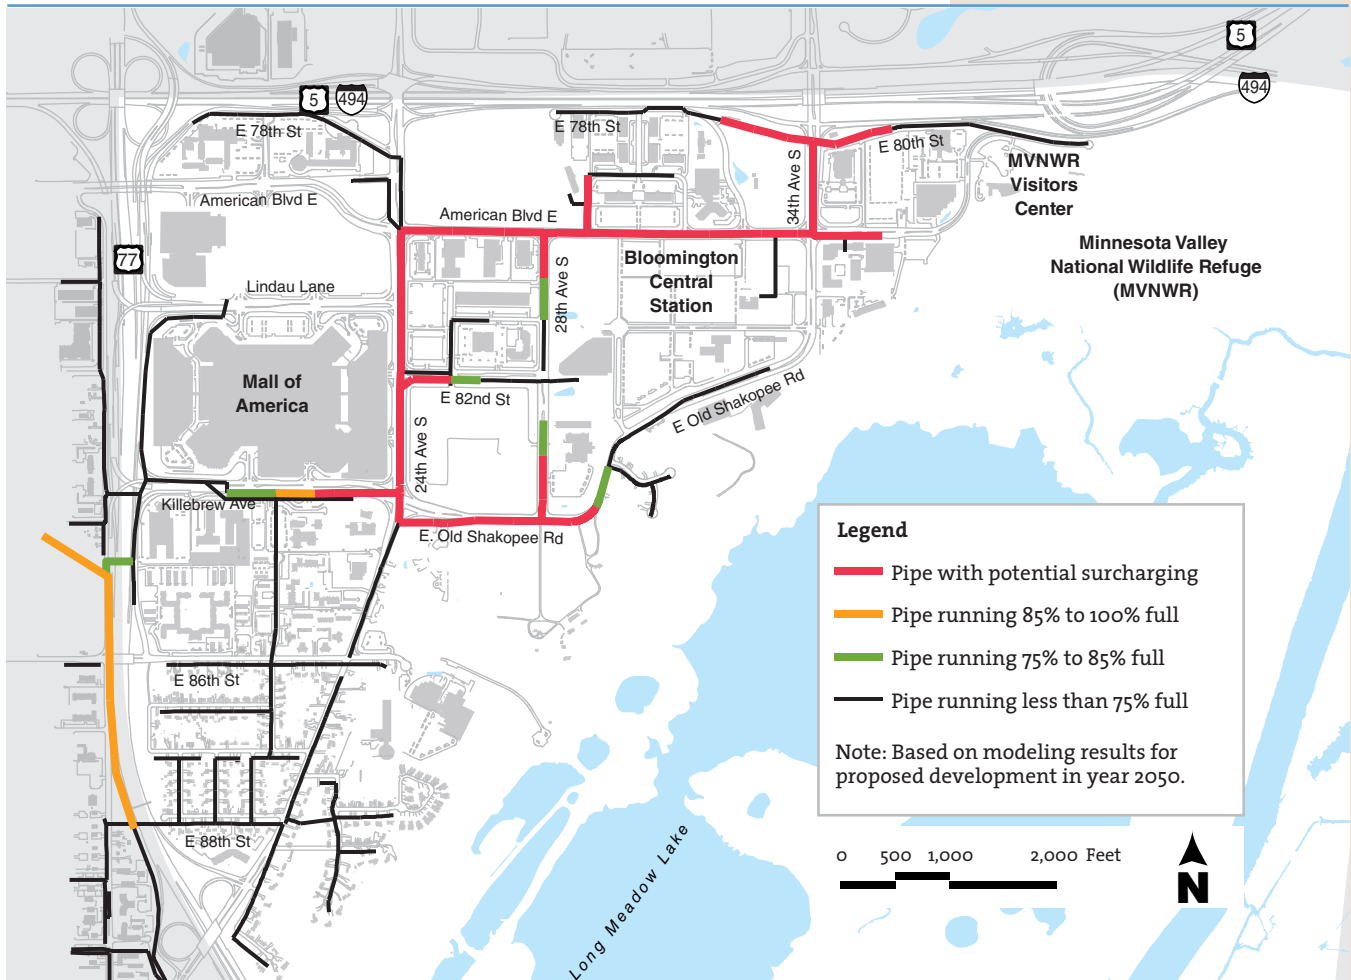 5
5
494
494
E 78th St
E 78th St
E 80th St
MVNWR
Visitors
Center
34th Ave S
American Blvd E
American Blvd E
Minnesota Valley
National Wildlife Refuge
(MVNWR)
77
Bloomington
Central
Station
28th Ave S
Lindau Lane
Mall of
America
E 82nd St
E Old Shakopee Rd
24th Ave S
Killebrew Ave
E. Old Shakopee Rd
Legend
Pipe with potential surcharging
Pipe running 85% to 100% full
Pipe running 75% to 85% full
Pipe running less than 75% full
Note: Based on modeling results for
proposed development in year 2050.
E 86th St
E 88th St
Long Meadow Lake
0 500 1,000 2,000 Feet
N